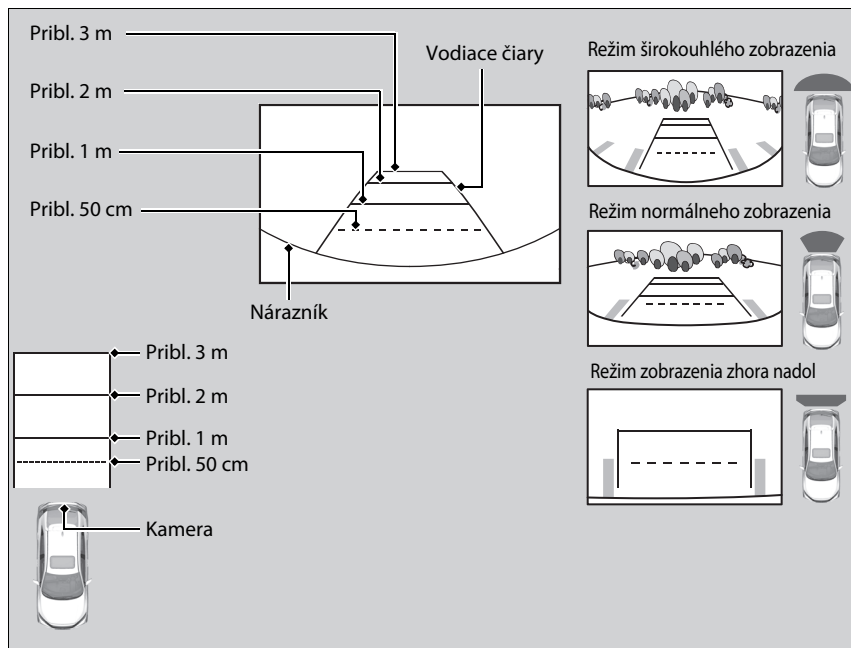 Pribl. 3 m
Pribl. 2 m
Pribl. 1 m
Pribl. 50 cm
Vodiace čiary
Nárazník
Pribl. 3 m
Pribl. 2 m
Pribl. 1 m
Pribl. 50 cm
Kamera
Režim širokouhlého zobrazenia
Režim normálneho zobrazenia
Režim zobrazenia zhora nadol